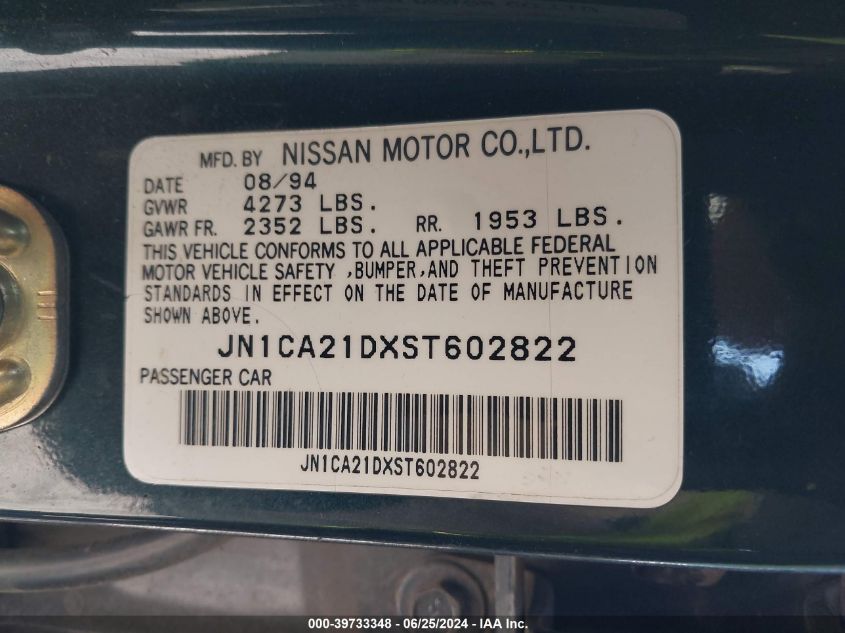 MFD. BY NISSAN MOTOR CO.,LTD.
DATE 08/94
GVWR 4273 LBS.
GAWR FR. 2352 LBS. RR. 1953 LBS.
THIS VEHICLE CONFORMS TO ALL APPLICABLE FEDERAL
MOTOR VEHICLE SAFETY ,BUMPER,AND THEFT PREVENTION
STANDARDS IN EFFECT ON THE DATE OF MANUFACTURE
SHOWN ABOVE.
JN1CA21DXST602822
PASSENGER CAR
JN1CA21DXST602822
000-39733348 - 06/25/2024 - IAA Inc.